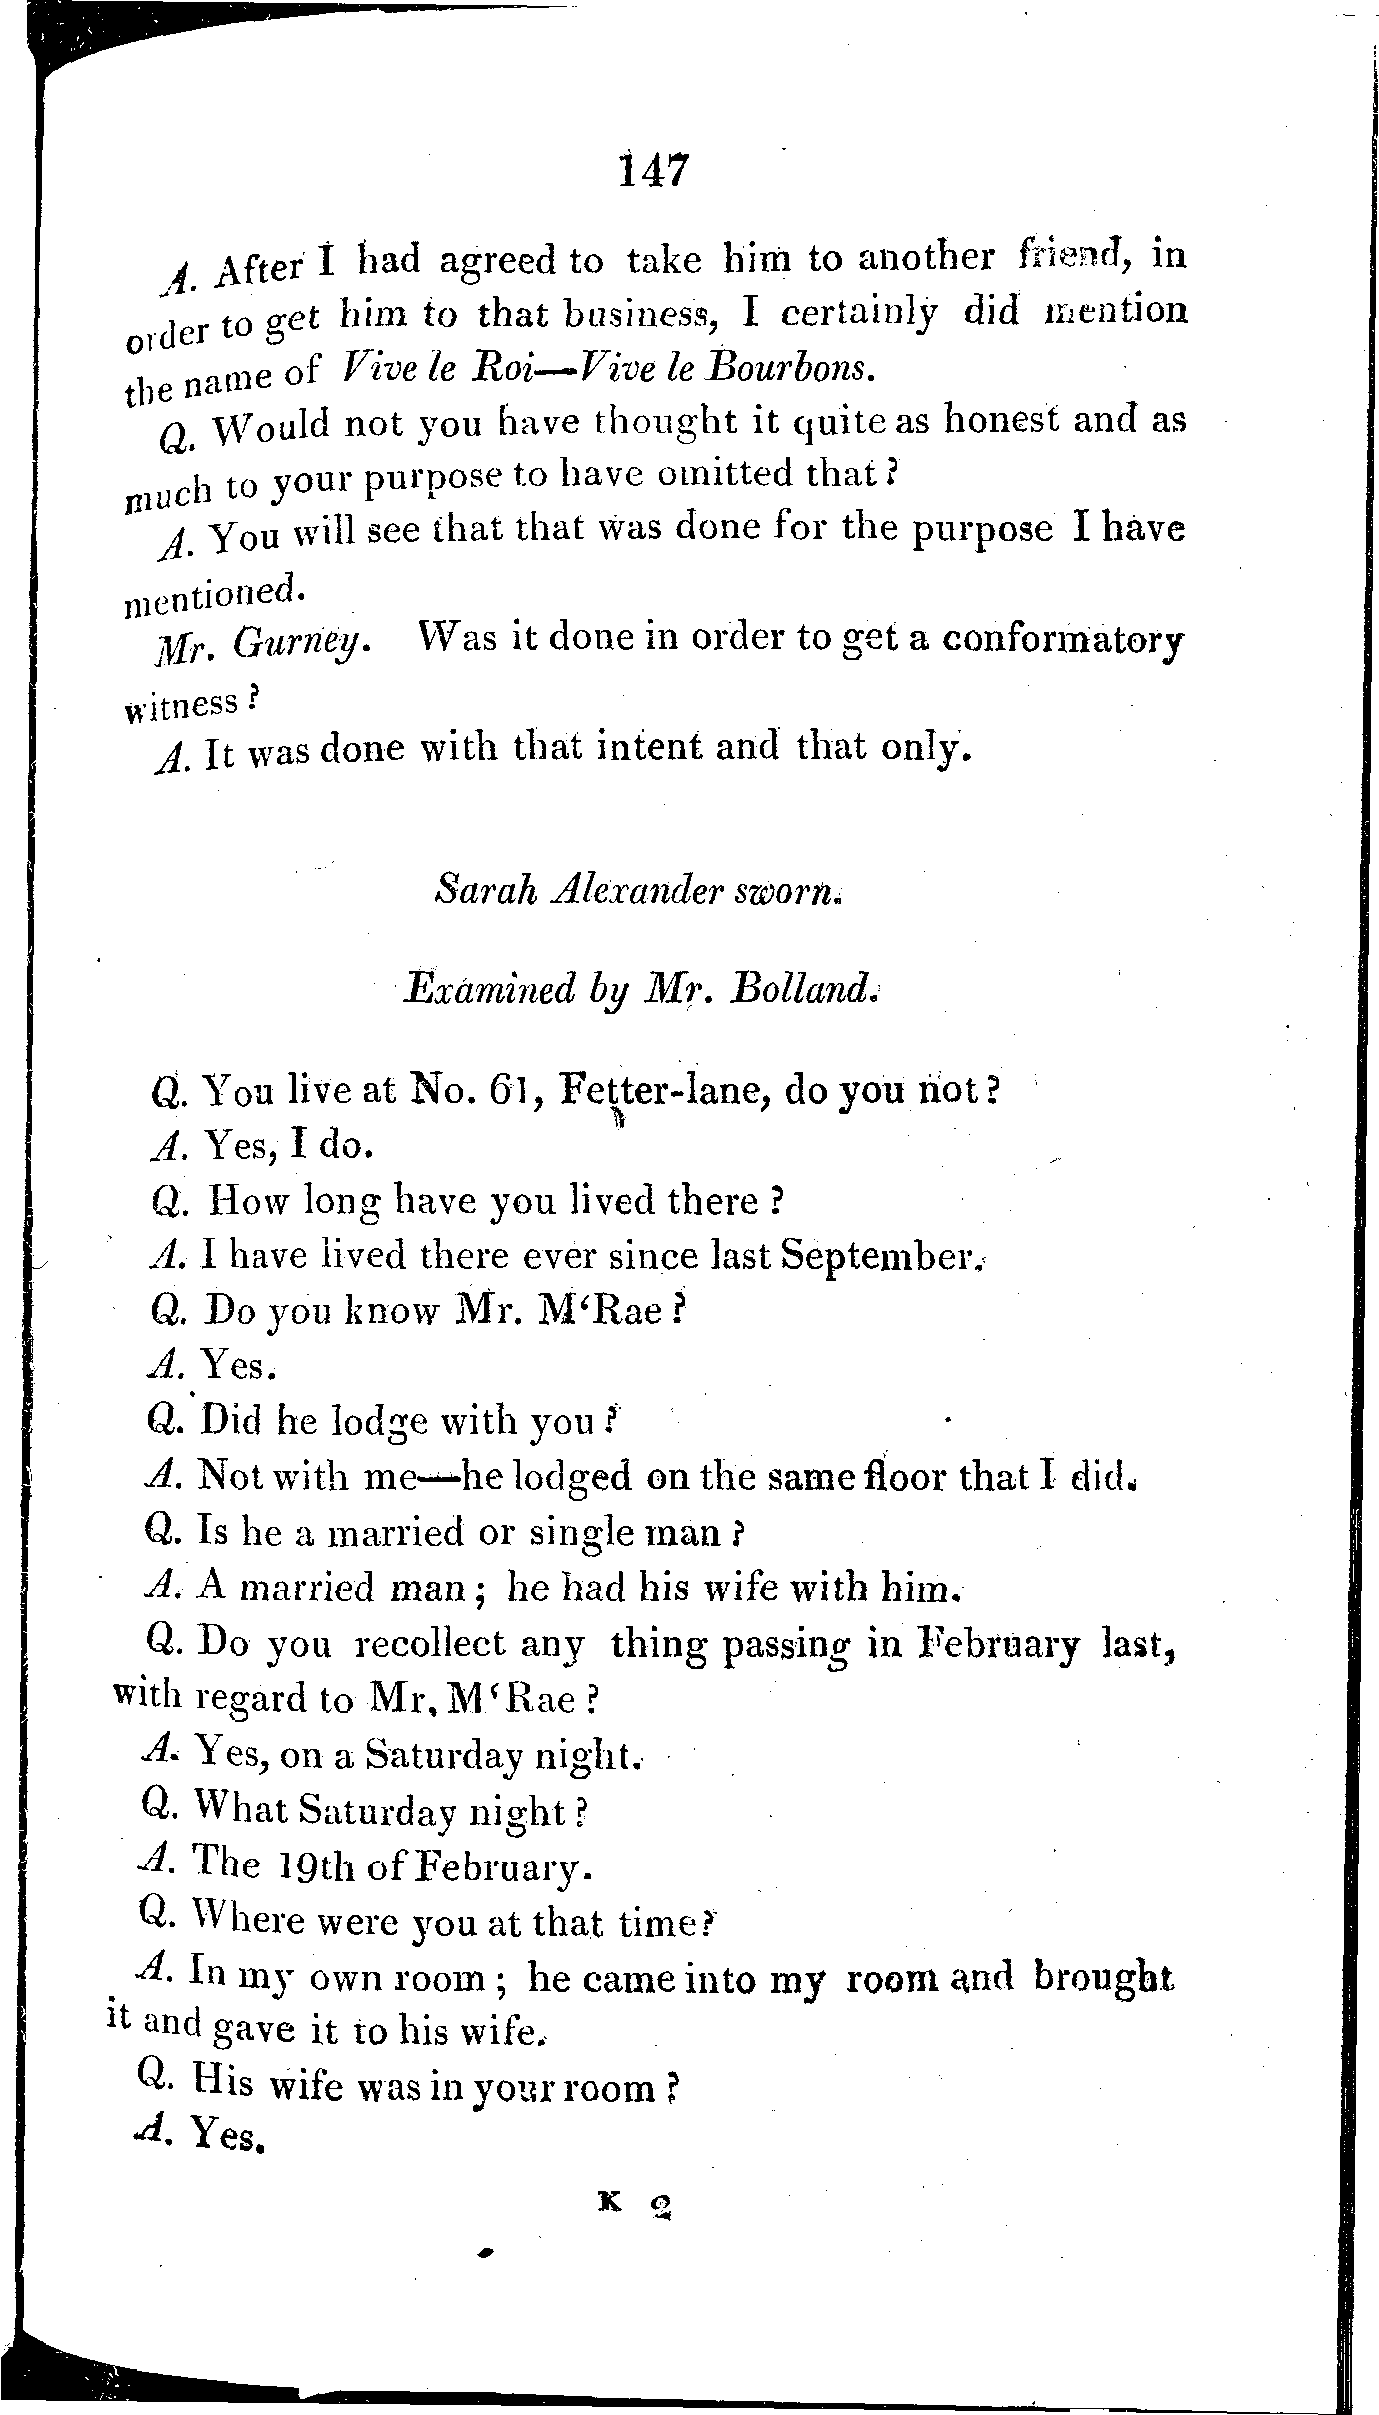 147
A. After I had agreed to take him to another friend, in
order to get him to that business, I certainly did mention
the name of Vive le Roi—Vive le Bourbons.
Q. Would not you have thought it quite as honest and as
much to your purpose to have omitted that?
A. You will see that that was done for the purpose I have
mentioned.
Mr. Gurney. Was it done in order to get a conformatory
witness?
A. It was done with that intent and that only.
Sarah Alexander sworn.
Examined by Mr. Bolland.
Q. You live at No. 61, Fetter-lane, do you not?
A. Yes, I do.
Q. How long have you lived there?
A. I have lived there ever since last September.
Q. Do you know Mr. M‘Rae?
A. Yes.
Q. Did he lodge with you?
A. Not with me—he lodged on the same floor that I did.
Q. Is he a married or single man?
A. A married man; he had his wife with him.
Q. Do you recollect any thing passing in February last,
with regard to Mr. M‘Rae?
A. Yes, on a Saturday night.
Q. What Saturday night?
A. The 19th of February.
Q. Where were you at that time?
A. In my own room; he came into my room and brought
it and gave it to his wife.
Q. His wife was in your room?
A. Yes.
K 2